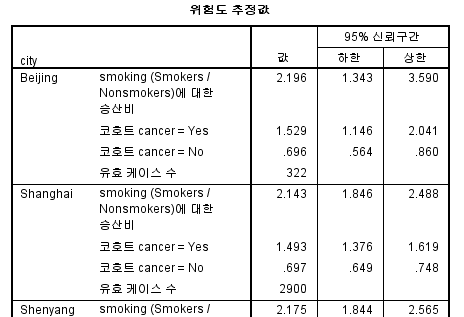 위험도 추정값
95% 신뢰구간
city 값 하한 상한
Beijing smoking (Smokers / 2.196 1.343 3.590
Nonsmokers)에 대한
승산비
코호트 cancer = Yes 1.529 1.146 2.041
코호트 cancer = No .696 .564 .860
유효 케이스 수 322
Shanghai smoking (Smokers / 2.143 1.846 2.488
Nonsmokers)에 대한
승산비
코호트 cancer = Yes 1.493 1.376 1.619
코호트 cancer = No .697 .649 .748
유효 케이스 수 2900
Shenyang smoking (Smokers / 2.175 1.844 2.565